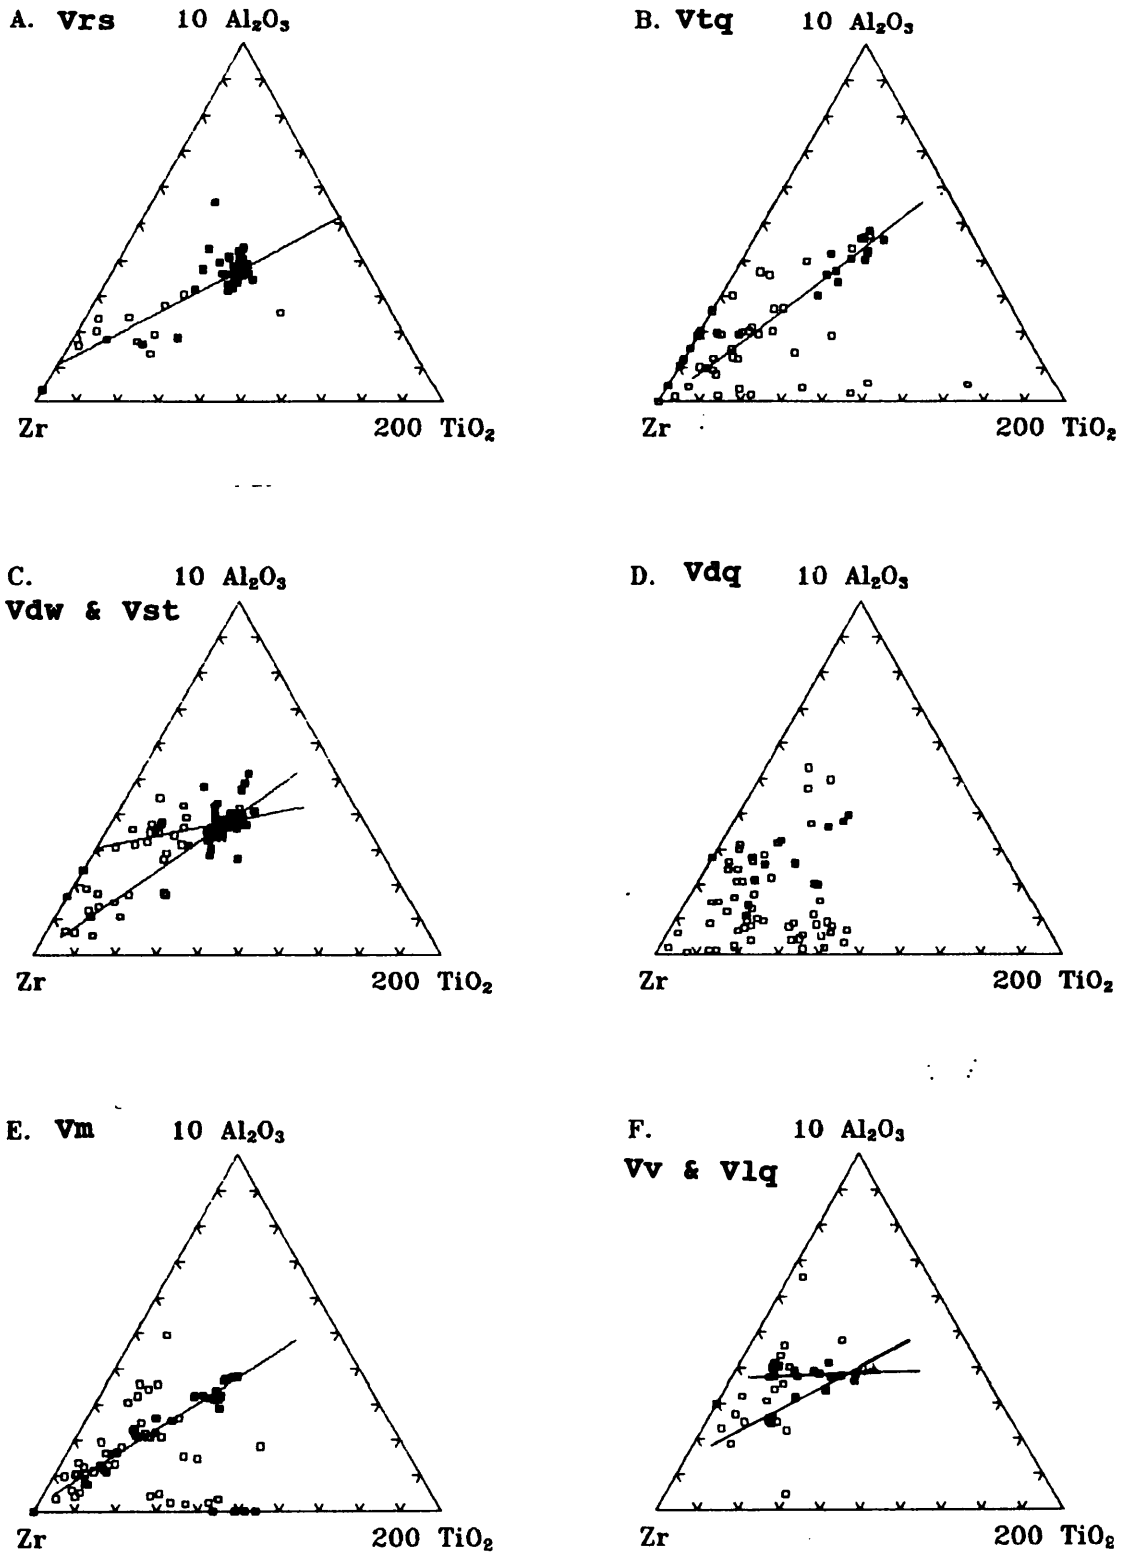 A. Vrs 10 Al₂O₃
Zr 200 TiO₂
B. Vtq 10 Al₂O₃
Zr 200 TiO₂
C. 10 Al₂O₃
Vdw & Vst
Zr 200 TiO₂
D. Vdq 10 Al₂O₃
Zr 200 TiO₂
E. Vm 10 Al₂O₃
Zr 200 TiO₂
F. 10 Al₂O₃
Vv & Vlq
Zr 200 TiO₂